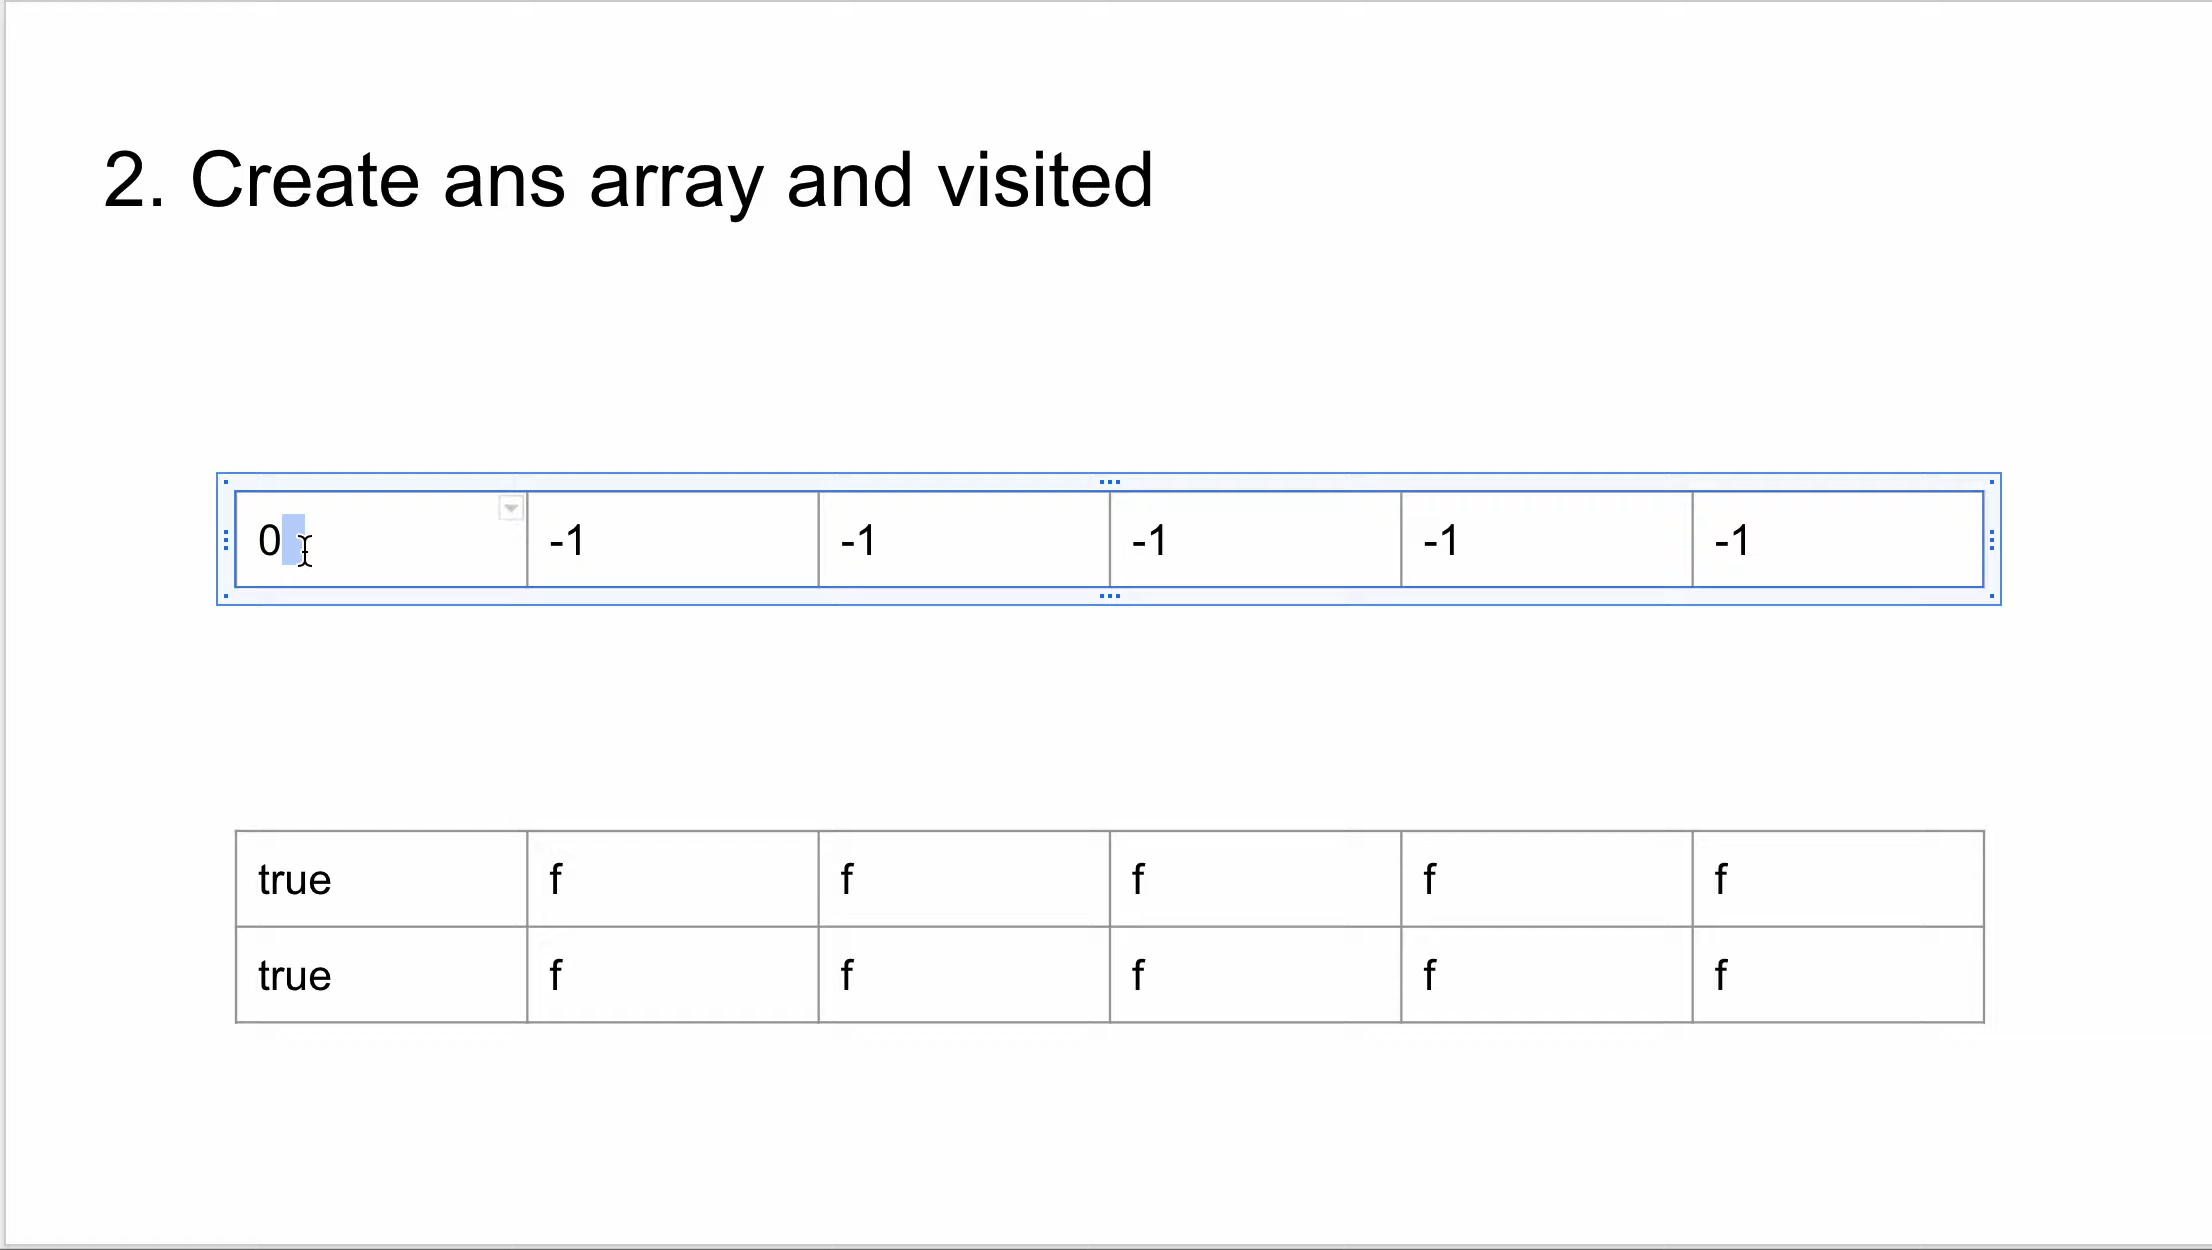 2. Create ans array and visited
0 -1 -1 -1 -1 -1
true f f f f f
true f f f f f